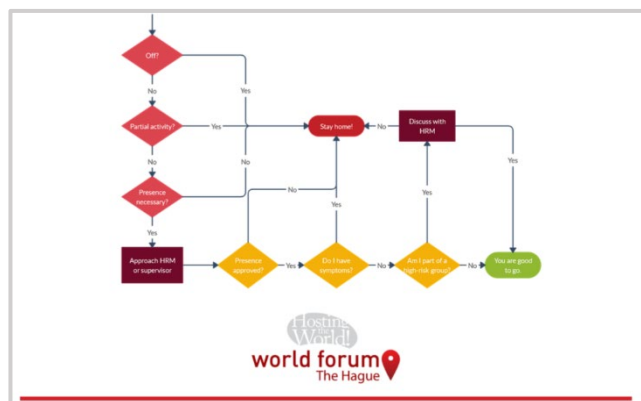 Off?
No
Yes
Partial activity?
Yes
Stay home!
No
Discuss with
HRM
No
No
Yes
Presence
necessary?
No
Yes
Yes
Yes
Approach HRM
or supervisor
Presence
approved?
Yes
Do I have
symptoms?
No
Am I part of a
high-risk group?
No
You are good
to go.
Hosting
the
World!
world forum
The Hague